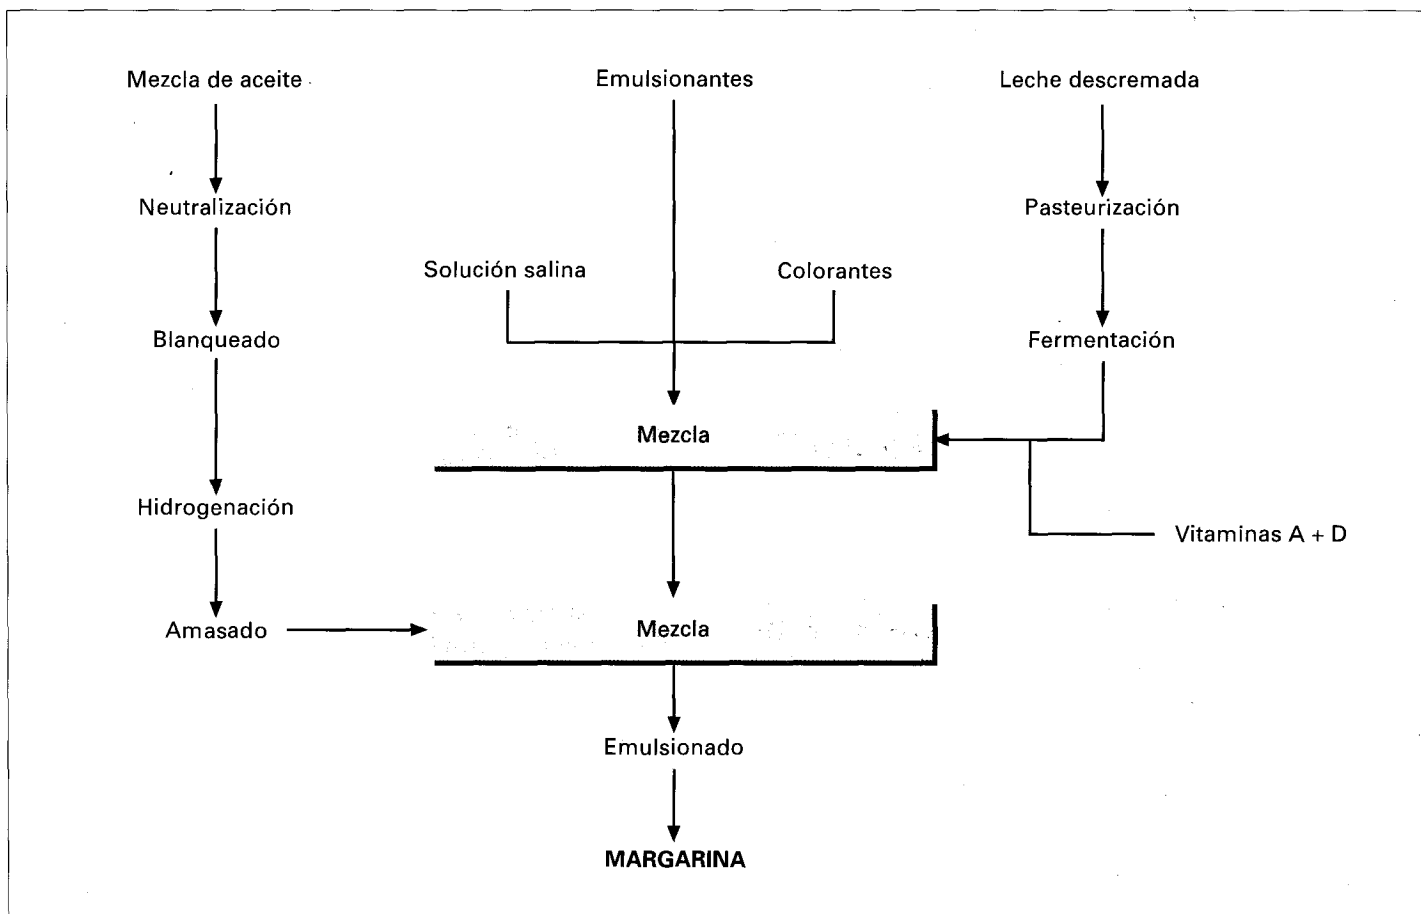 Mezcla de aceite
Emulsionantes
Leche descremada
Neutralización
Pasteurización
Solución salina
Colorantes
Blanqueado
Fermentación
Mezcla
Hidrogenación
Vitaminas A + D
Amasado
Mezcla
Emulsionado
MARGARINA